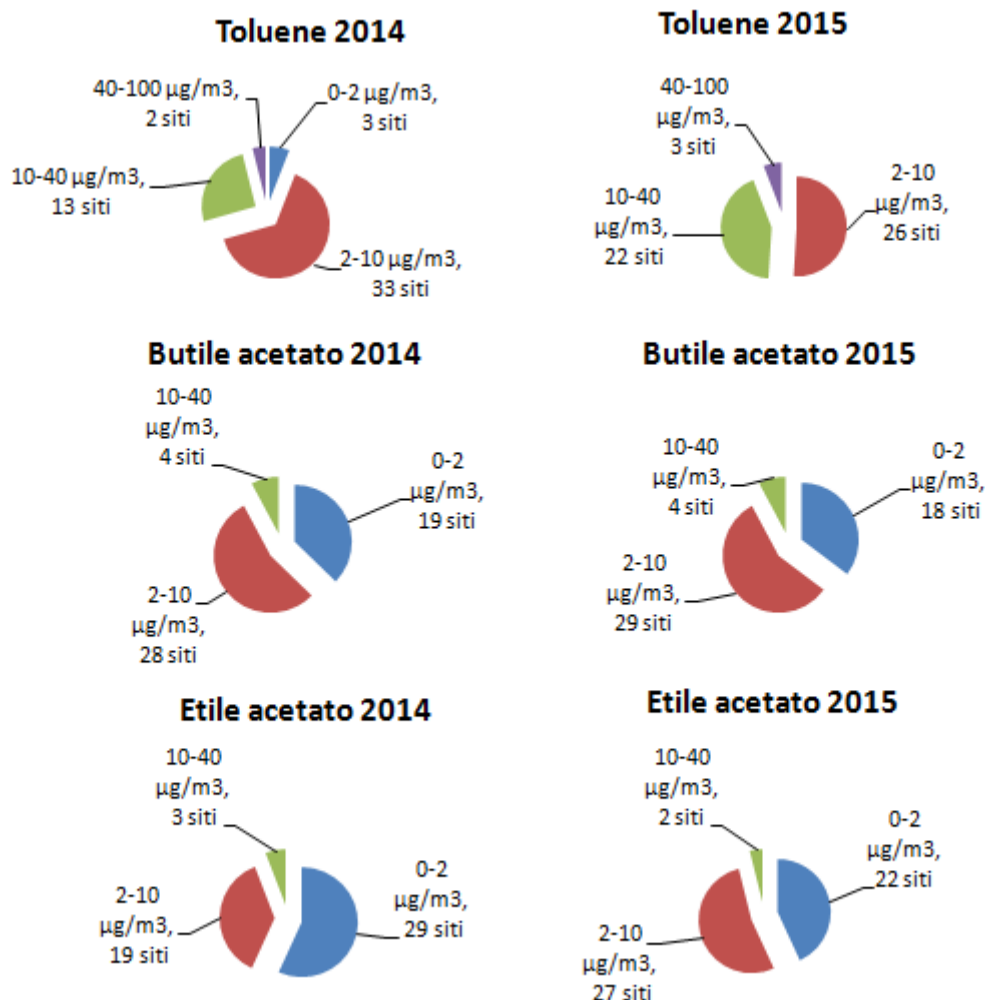 Toluene 2014
40-100 µg/m3,
2 siti
0-2 µg/m3,
3 siti
10-40 µg/m3,
13 siti
2-10 µg/m3,
33 siti
Toluene 2015
40-100
µg/m3,
3 siti
2-10
µg/m3,
26 siti
10-40
µg/m3,
22 siti
Butile acetato 2014
10-40
µg/m3,
4 siti
0-2
µg/m3,
19 siti
2-10
µg/m3,
28 siti
Butile acetato 2015
10-40
µg/m3,
4 siti
0-2
µg/m3,
18 siti
2-10
µg/m3,
29 siti
Etile acetato 2014
10-40
µg/m3,
3 siti
0-2
µg/m3,
29 siti
2-10
µg/m3,
19 siti
Etile acetato 2015
10-40
µg/m3,
2 siti
0-2
µg/m3,
22 siti
2-10
µg/m3,
27 siti